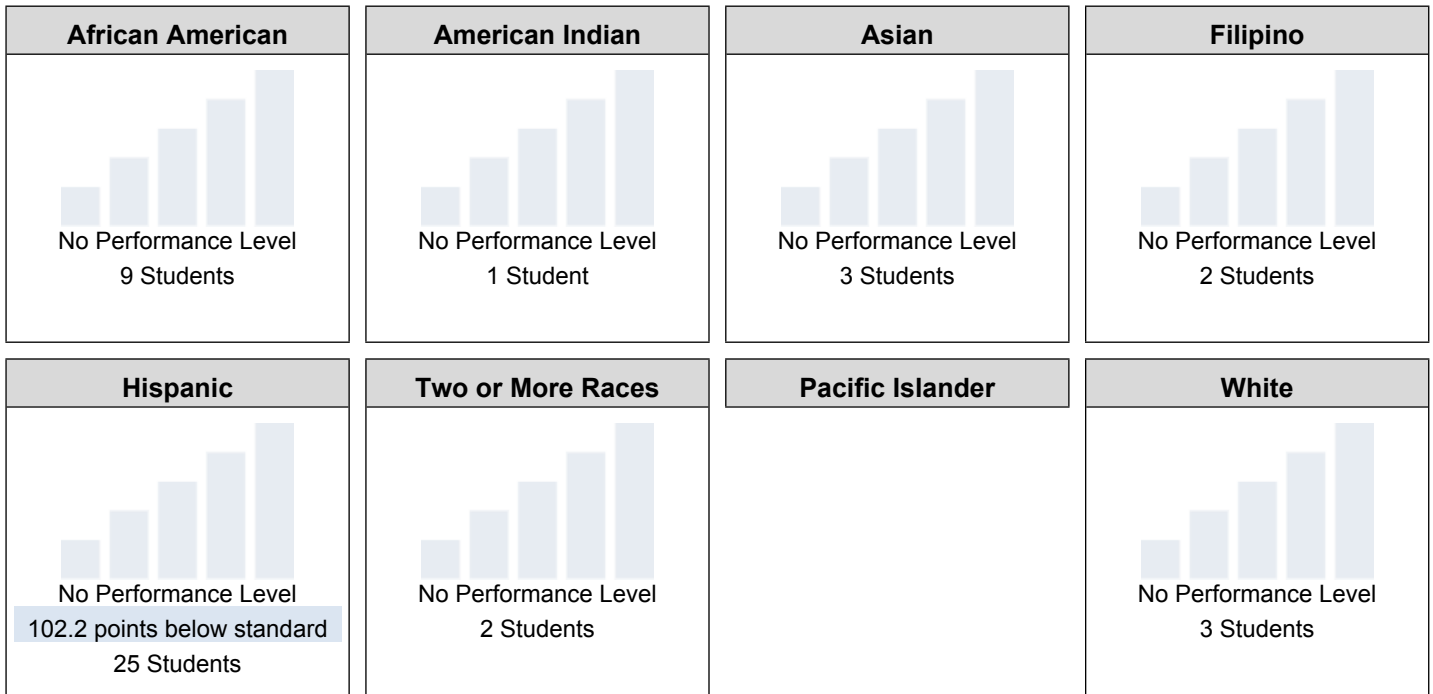 African American
No Performance Level
9 Students
American Indian
No Performance Level
1 Student
Asian
No Performance Level
3 Students
Filipino
No Performance Level
2 Students
Hispanic
No Performance Level
102.2 points below standard
25 Students
Two or More Races
No Performance Level
2 Students
Pacific Islander
White
No Performance Level
3 Students